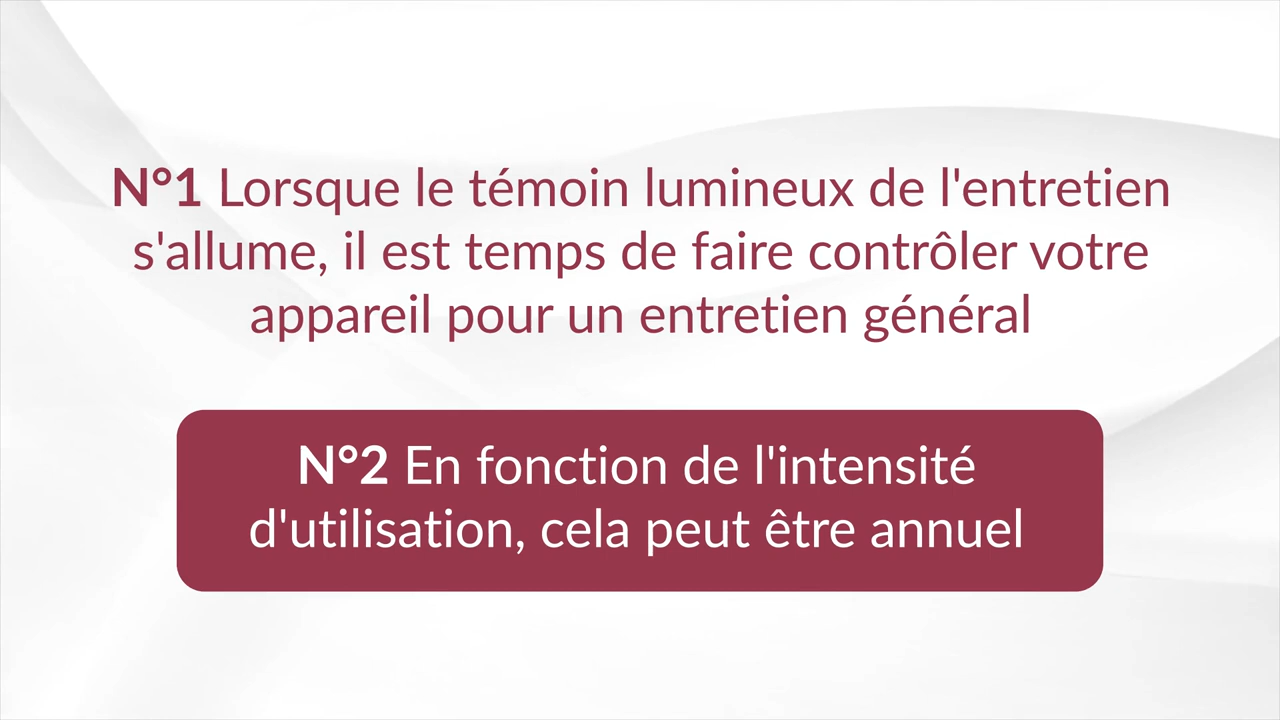 N°1 Lorsque le témoin lumineux de l'entretien
s'allume, il est temps de faire contrôler votre
appareil pour un entretien général
N°2 En fonction de l'intensité
d'utilisation, cela peut être annuel